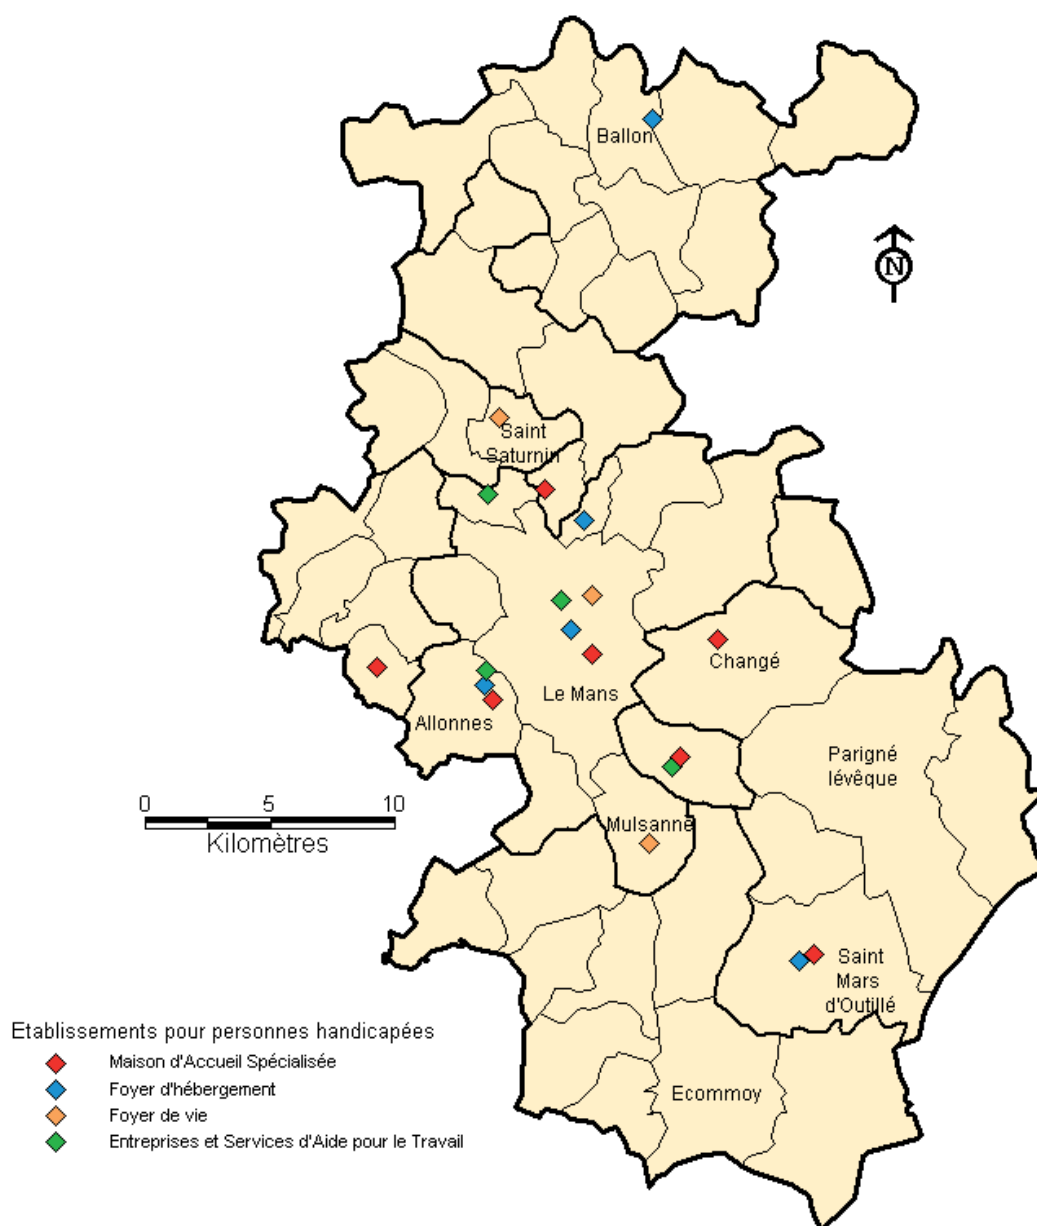 Ballon
N
Saint
Saturnin
Changé
Le Mans
Allonnes
Parigné
lévêque
0 5 10
Kilomètres
Mulsanne
Saint
Mars
d'Outillé
Ecommoy
Etablissements pour personnes handicapées
Maison d'Accueil Spécialisée
Foyer d'hébergement
Foyer de vie
Entreprises et Services d'Aide pour le Travail